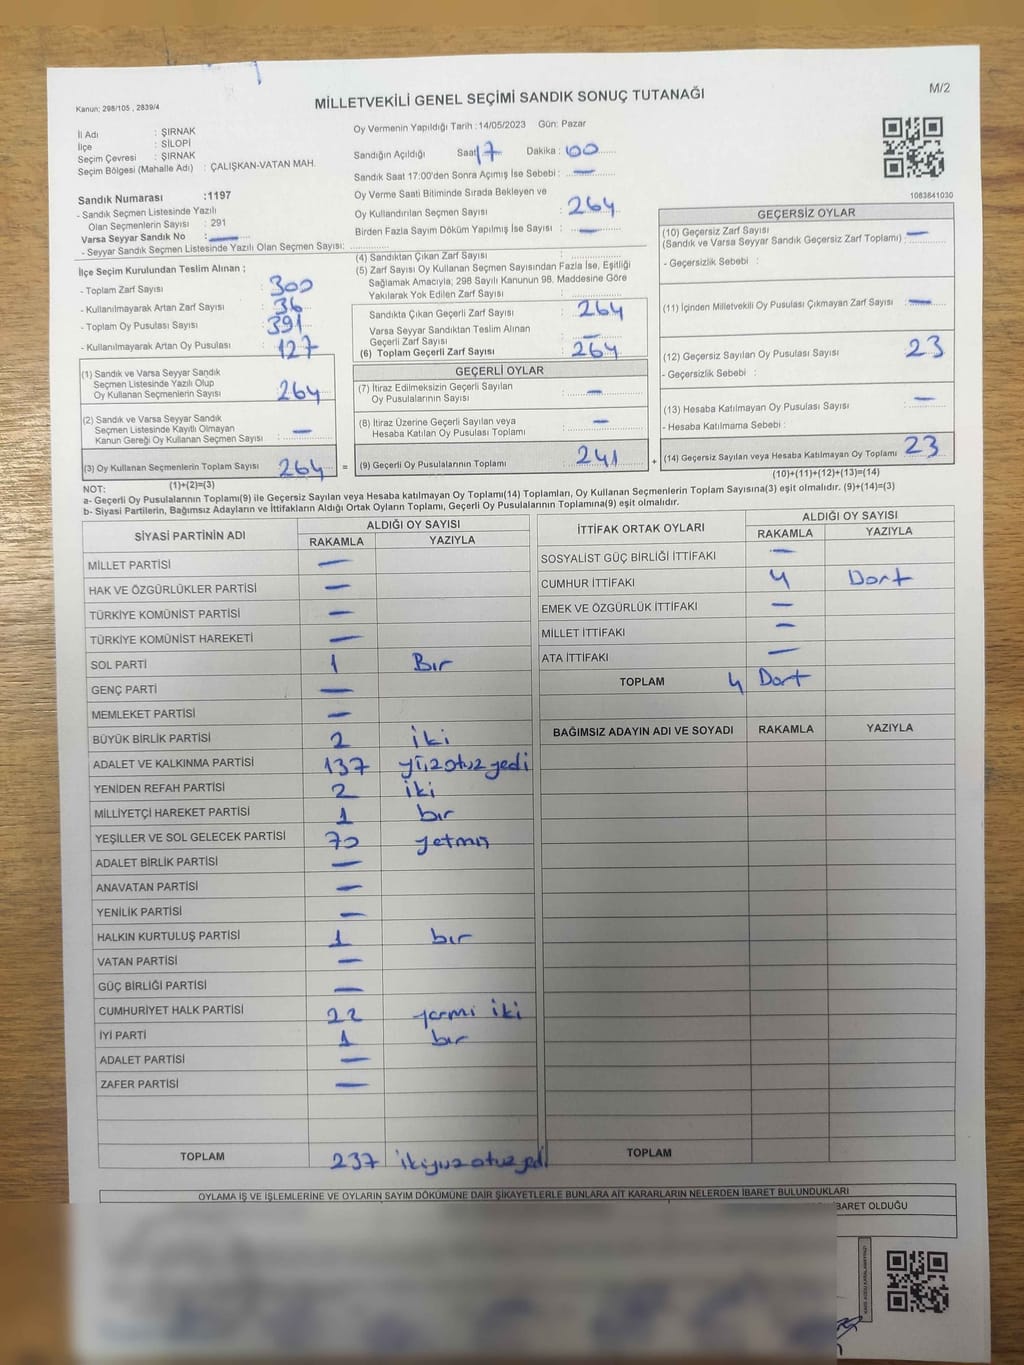 MİLLETVEKİLİ GENEL SEÇİMİ SANDIK SONUÇ TUTANAĞI
M/2
Kanun: 298/105 , 2839/4
İl Adı : ŞIRNAK
İlçe : SİLOPİ
Seçim Çevresi : ŞIRNAK
Seçim Bölgesi (Mahalle Adı) : ÇALIŞKAN-VATAN MAH.
Sandık Numarası :1197
- Sandık Seçmen Listesinde Yazılı
Olan Seçmenlerin Sayısı : 291
Varsa Seyyar Sandık No : —
- Seyyar Sandık Seçmen Listesinde Yazılı Olan Seçmen Sayısı:
Oy Vermenin Yapıldığı Tarih : 14/05/2023 Gün: Pazar
Sandığın Açıldığı Saat 17 Dakika : 00
Sandık Saat 17:00'den Sonra Açımış İse Sebebi : —
Oy Verme Saati Bitiminde Sırada Bekleyen ve
Oy Kullandırılan Seçmen Sayısı : 264
Birden Fazla Sayım Döküm Yapılmış İse Sayısı : —
1083841030
İlçe Seçim Kurulundan Teslim Alınan ;
- Toplam Zarf Sayısı : 300
- Kullanılmayarak Artan Zarf Sayısı : 36
- Toplam Oy Pusulası Sayısı : 391
- Kullanılmayarak Artan Oy Pusulası : 127
(1) Sandık ve Varsa Seyyar Sandık
Seçmen Listesinde Yazılı Olup
Oy Kullanan Seçmenlerin Sayısı : 264
(2) Sandık ve Varsa Seyyar Sandık
Seçmen Listesinde Kayıtlı Olmayan
Kanun Gereği Oy Kullanan Seçmen Sayısı : —
(3) Oy Kullanan Seçmenlerin Toplam Sayısı 264 =
(1)+(2)=(3)
(4) Sandıktan Çıkan Zarf Sayısı :
(5) Zarf Sayısı Oy Kullanan Seçmen Sayısından Fazla İse, Eşitliği
Sağlamak Amacıyla; 298 Sayılı Kanunun 98. Maddesine Göre
Yakılarak Yok Edilen Zarf Sayısı :
Sandıkta Çıkan Geçerli Zarf Sayısı : 264
Varsa Seyyar Sandıktan Teslim Alınan
Geçerli Zarf Sayısı : —
(6) Toplam Geçerli Zarf Sayısı : 264
GEÇERLİ OYLAR
(7) İtiraz Edilmeksizin Geçerli Sayılan
Oy Pusulalarının Sayısı : —
(8) İtiraz Üzerine Geçerli Sayılan veya
Hesaba Katılan Oy Pusulası Toplamı : —
(9) Geçerli Oy Pusulalarının Toplamı : 241 +
GEÇERSİZ OYLAR
(10) Geçersiz Zarf Sayısı
(Sandık ve Varsa Seyyar Sandık Geçersiz Zarf Toplamı) : —
- Geçersizlik Sebebi :
(11) İçinden Milletvekili Oy Pusulası Çıkmayan Zarf Sayısı : —
(12) Geçersiz Sayılan Oy Pusulası Sayısı : 23
- Geçersizlik Sebebi :
(13) Hesaba Katılmayan Oy Pusulası Sayısı : —
- Hesaba Katılmama Sebebi :
(14) Geçersiz Sayılan veya Hesaba Katılmayan Oy Toplamı 23
(10)+(11)+(12)+(13)=(14)
NOT:
a- Geçerli Oy Pusulalarının Toplamı(9) ile Geçersiz Sayılan veya Hesaba katılmayan Oy Toplamı(14) Toplamları, Oy Kullanan Seçmenlerin Toplam Sayısına(3) eşit olmalıdır. (9)+(14)=(3)
b- Siyasi Partilerin, Bağımsız Adayların ve İttifakların Aldığı Ortak Oyların Toplamı, Geçerli Oy Pusulalarının Toplamına(9) eşit olmalıdır.
SİYASİ PARTİNİN ADI ALDIĞI OY SAYISI
RAKAMLA YAZIYLA
MİLLET PARTİSİ —
HAK VE ÖZGÜRLÜKLER PARTİSİ —
TÜRKİYE KOMÜNİST PARTİSİ —
TÜRKİYE KOMÜNİST HAREKETİ —
SOL PARTİ 1 Bır
GENÇ PARTİ —
MEMLEKET PARTİSİ —
BÜYÜK BİRLİK PARTİSİ 2 iki
ADALET VE KALKINMA PARTİSİ 137 yüzotuzyedi
YENİDEN REFAH PARTİSİ 2 iki
MİLLİYETÇİ HAREKET PARTİSİ 1 bır
YEŞİLLER VE SOL GELECEK PARTİSİ 70 yetmış
ADALET BİRLİK PARTİSİ —
ANAVATAN PARTİSİ —
YENİLİK PARTİSİ —
HALKIN KURTULUŞ PARTİSİ 1 bır
VATAN PARTİSİ —
GÜÇ BİRLİĞİ PARTİSİ —
CUMHURİYET HALK PARTİSİ 22 yermi iki
İYİ PARTİ 1 bır
ADALET PARTİSİ —
ZAFER PARTİSİ —
TOPLAM 237 ikiyuzotuzyedi
İTTİFAK ORTAK OYLARI ALDIĞI OY SAYISI
RAKAMLA YAZIYLA
SOSYALİST GÜÇ BİRLİĞİ İTTİFAKI —
CUMHUR İTTİFAKI 4 Dort
EMEK VE ÖZGÜRLÜK İTTİFAKI —
MİLLET İTTİFAKI —
ATA İTTİFAKI —
TOPLAM 4 Dort
BAĞIMSIZ ADAYIN ADI VE SOYADI RAKAMLA YAZIYLA
TOPLAM
OYLAMA İŞ VE İŞLEMLERİNE VE OYLARIN SAYIM DÖKÜMÜNE DAİR ŞİKAYETLERLE BUNLARA AİT KARARLARIN NELERDEN İBARET BULUNDUKLARI
İBARET OLDUĞU